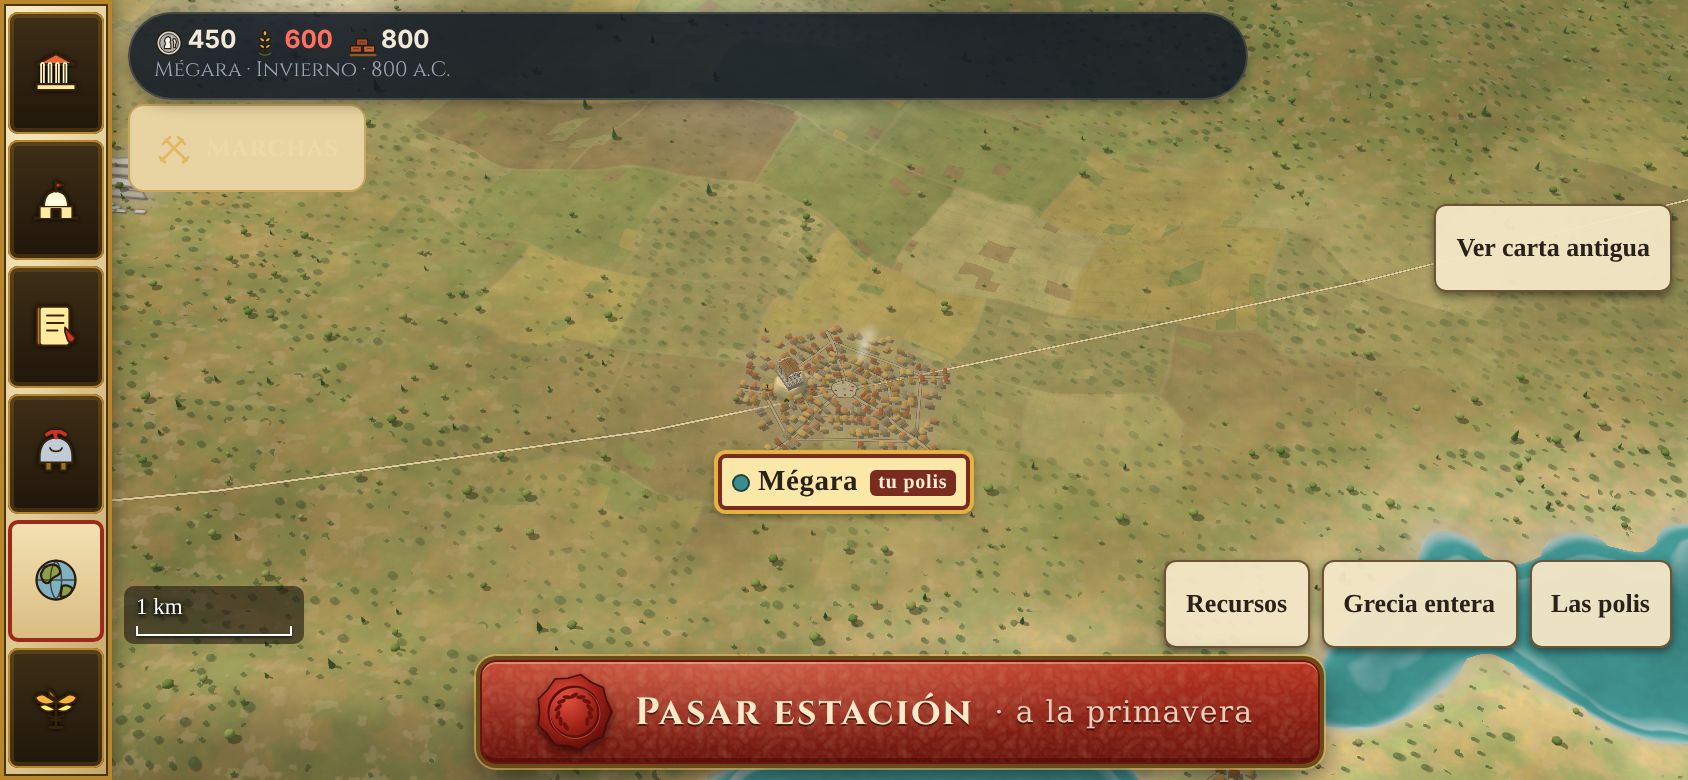 450 600 800
Mégara · Invierno · 800 a.C.
Marchas
Ver carta antigua
Mégara tu polis
1 km
Recursos Grecia entera Las polis
Pasar estación · a la primavera